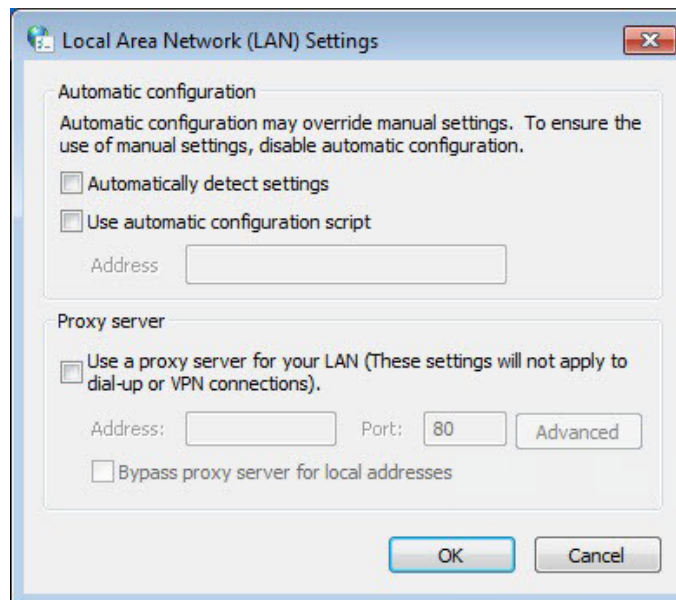 Local Area Network (LAN) Settings
Automatic configuration
Automatic configuration may override manual settings.  To ensure the
use of manual settings, disable automatic configuration.
Automatically detect settings
Use automatic configuration script
Address
Proxy server
Use a proxy server for your LAN (These settings will not apply to
dial-up or VPN connections).
Address: Port: 80 Advanced
Bypass proxy server for local addresses
OK Cancel